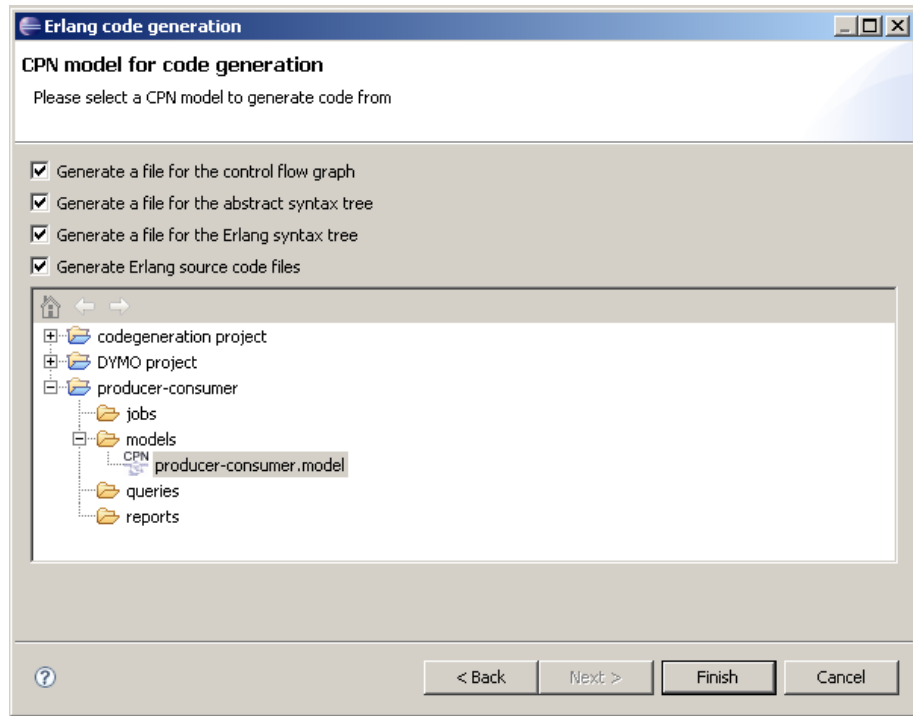 Erlang code generation
CPN model for code generation
Please select a CPN model to generate code from
Generate a file for the control flow graph
Generate a file for the abstract syntax tree
Generate a file for the Erlang syntax tree
Generate Erlang source code files
codegeneration project
DYMO project
producer-consumer
jobs
models
CPN producer-consumer.model
queries
reports
? < Back Next > Finish Cancel